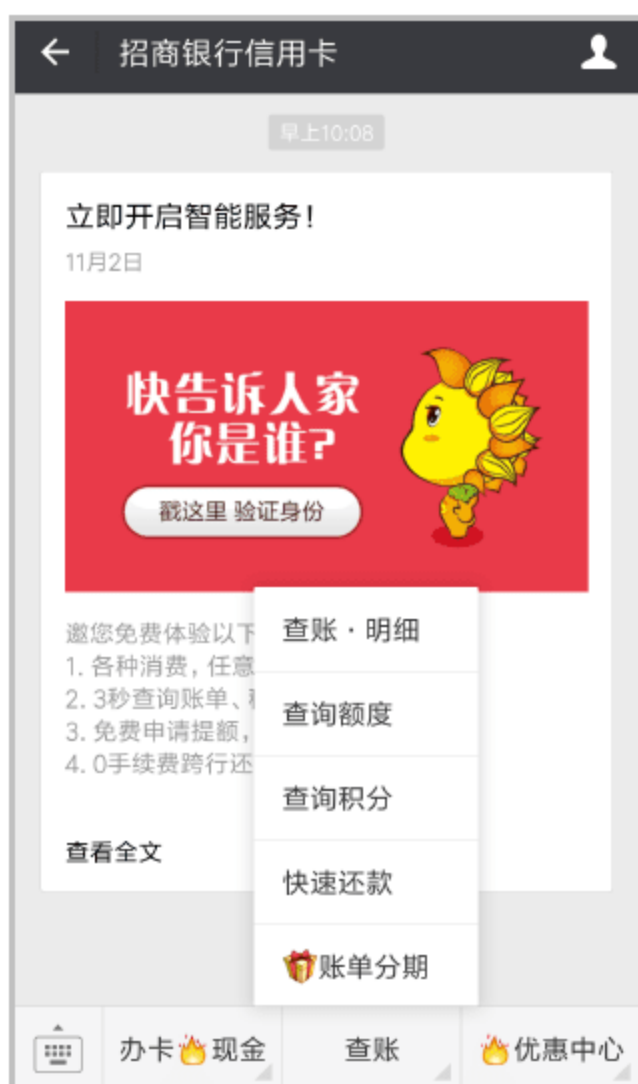 招商银行信用卡
早上10:08
立即开启智能服务！
11月2日
快告诉人家
你是谁?
戳这里 验证身份
邀您免费体验以下
1. 各种消费，任意
2. 3秒查询账单、
3. 免费申请提额，
4. 0手续费跨行还
查看全文
查账 · 明细
查询额度
查询积分
快速还款
账单分期
办卡🔥现金
查账
🔥优惠中心